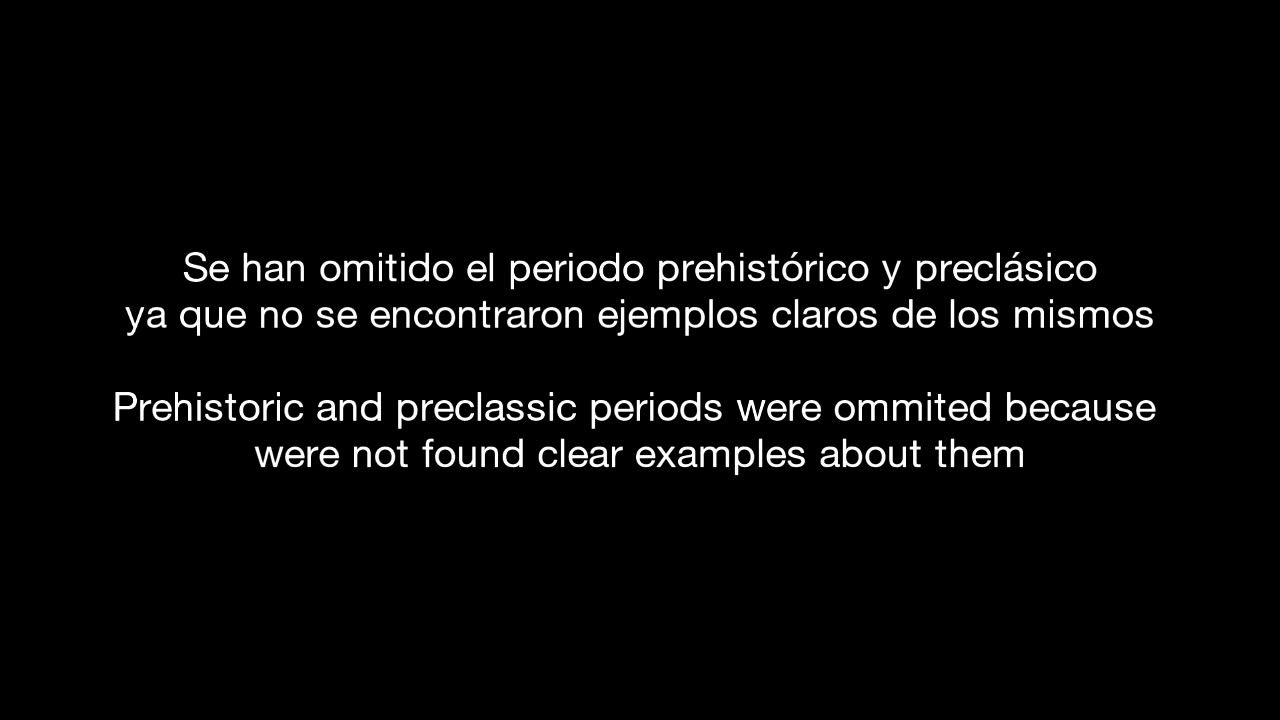 Se han omitido el periodo prehistórico y preclásico
ya que no se encontraron ejemplos claros de los mismos
Prehistoric and preclassic periods were ommited because
were not found clear examples about them